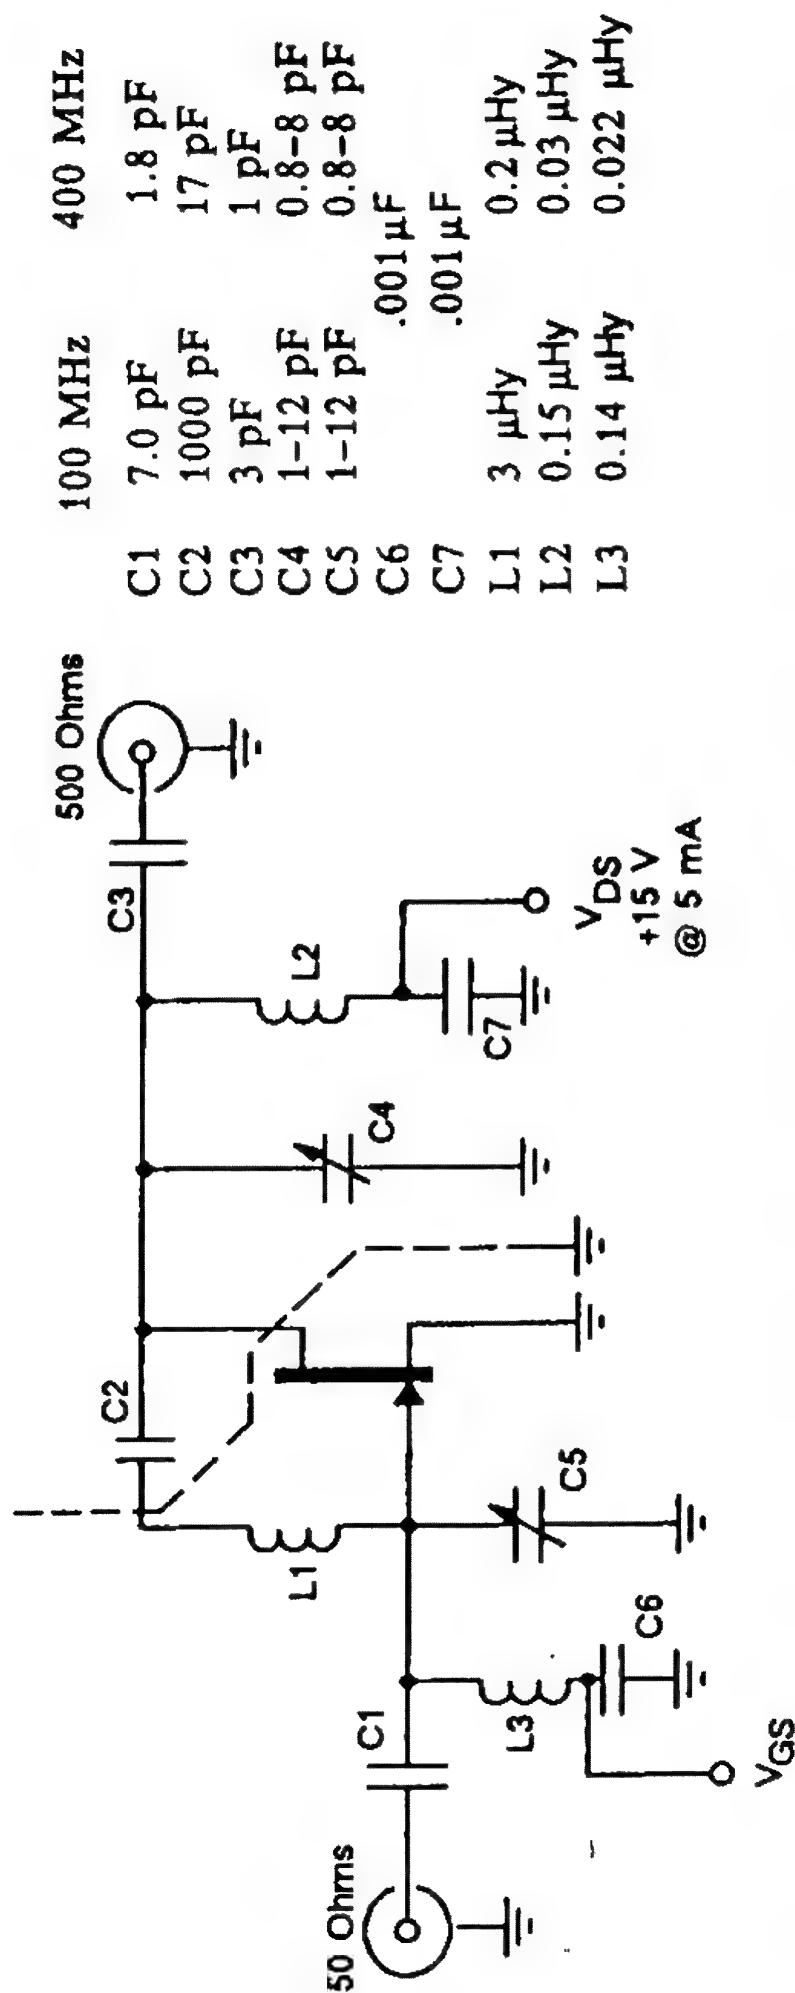 50 Ohms
C1
L3
C6
VGS
L1
C2
C5
C4
C3
L2
C7
VDS
+15 V
@ 5 mA
500 Ohms
100 MHz 400 MHz
C1 7.0 pF 1.8 pF
C2 1000 pF 17 pF
C3 3 pF 1 pF
C4 1–12 pF 0.8–8 pF
C5 1–12 pF 0.8–8 pF
C6 .001 μF
C7 .001 μF
L1 3 μHy 0.2 μHy
L2 0.15 μHy 0.03 μHy
L3 0.14 μHy 0.022 μHy